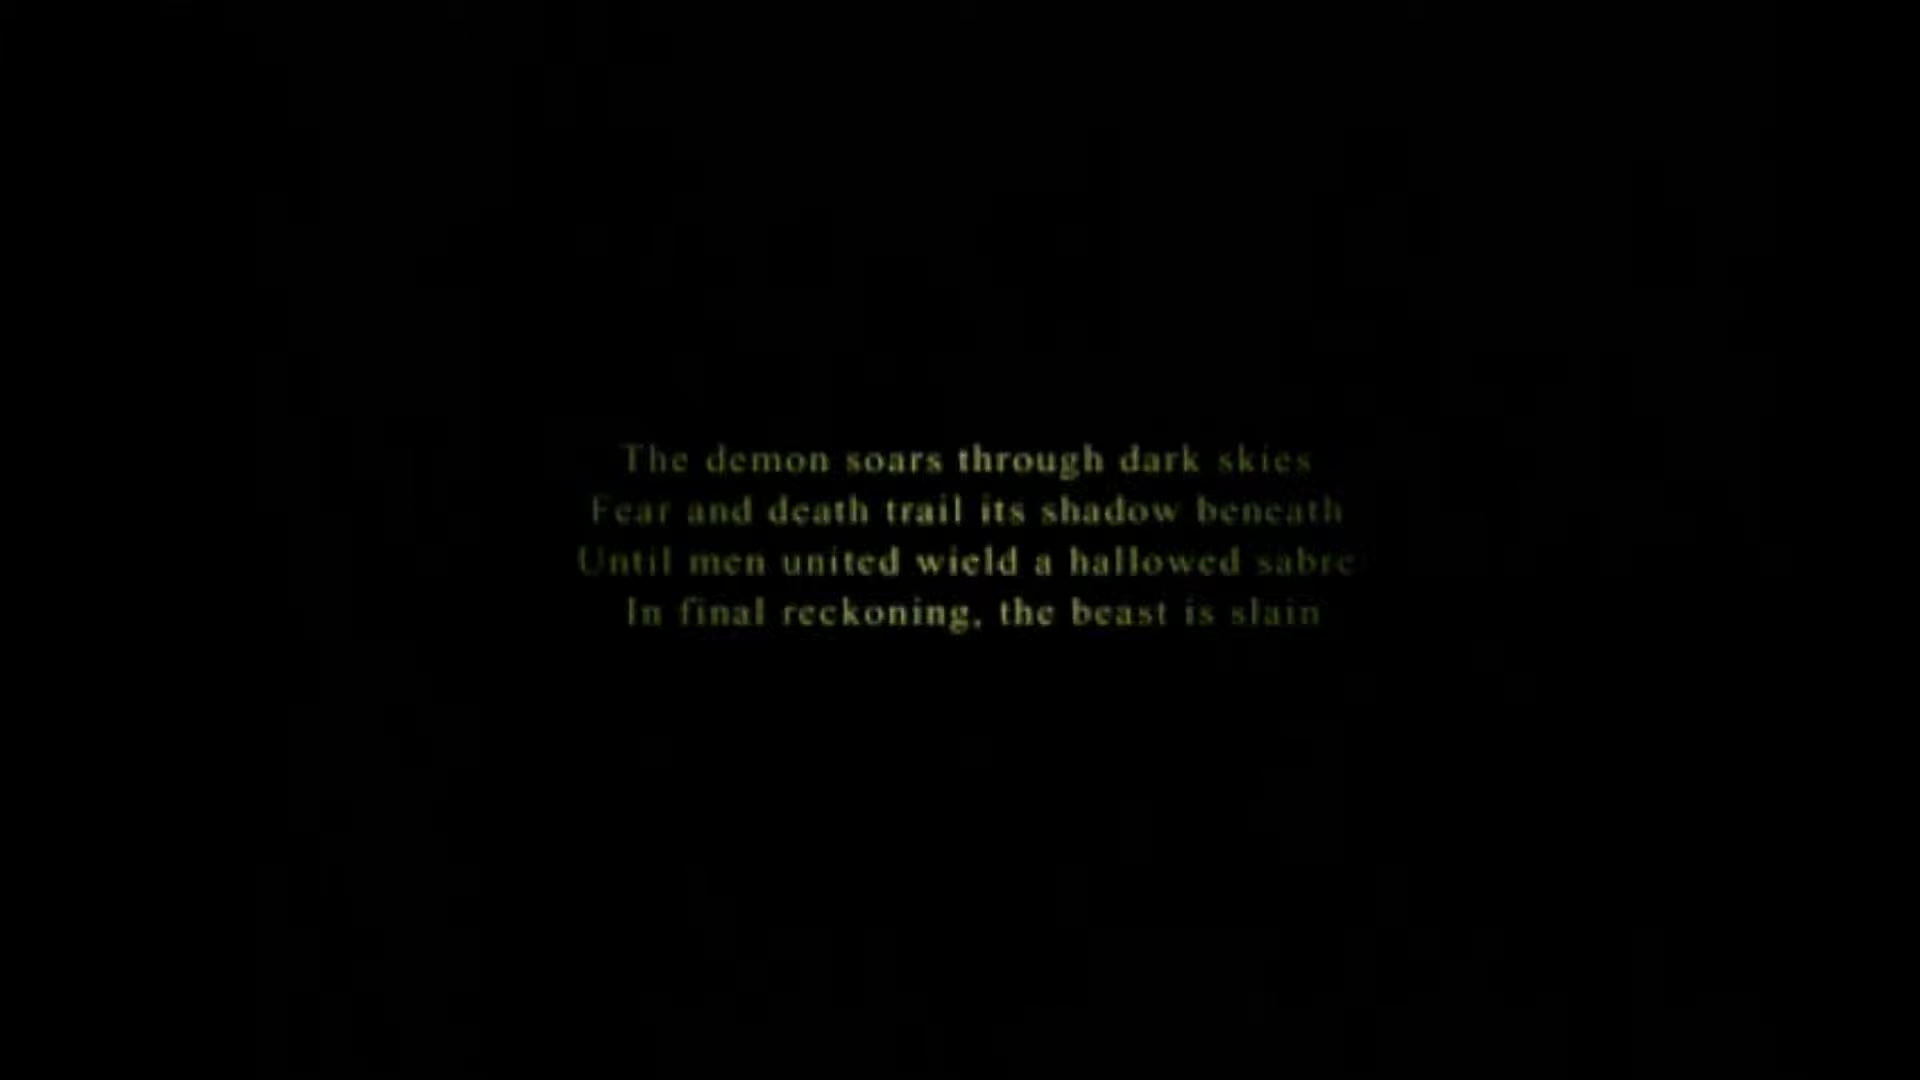 The demon soars through dark skies
Fear and death trail its shadow beneath
Until men united wield a hallowed sabre
In final reckoning, the beast is slain